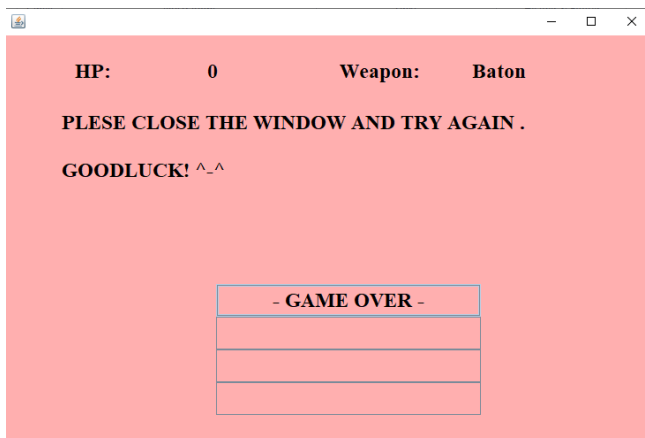 HP: 0 Weapon: Baton
PLESE CLOSE THE WINDOW AND TRY AGAIN .
GOODLUCK! ^-^
- GAME OVER -